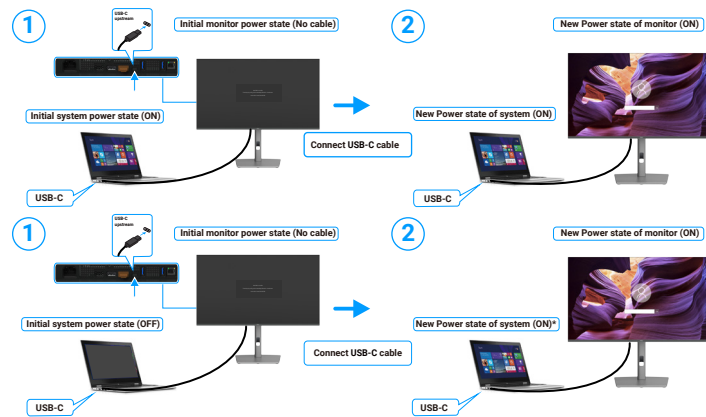 1
USB-C
upstream
Initial monitor power state (No cable)
2
New Power state of monitor (ON)
Initial system power state (ON)
Connect USB-C cable
New Power state of system (ON)
USB-C
USB-C
1
USB-C
upstream
Initial monitor power state (No cable)
2
New Power state of monitor (ON)
Initial system power state (OFF)
Connect USB-C cable
New Power state of system (ON)*
USB-C
USB-C